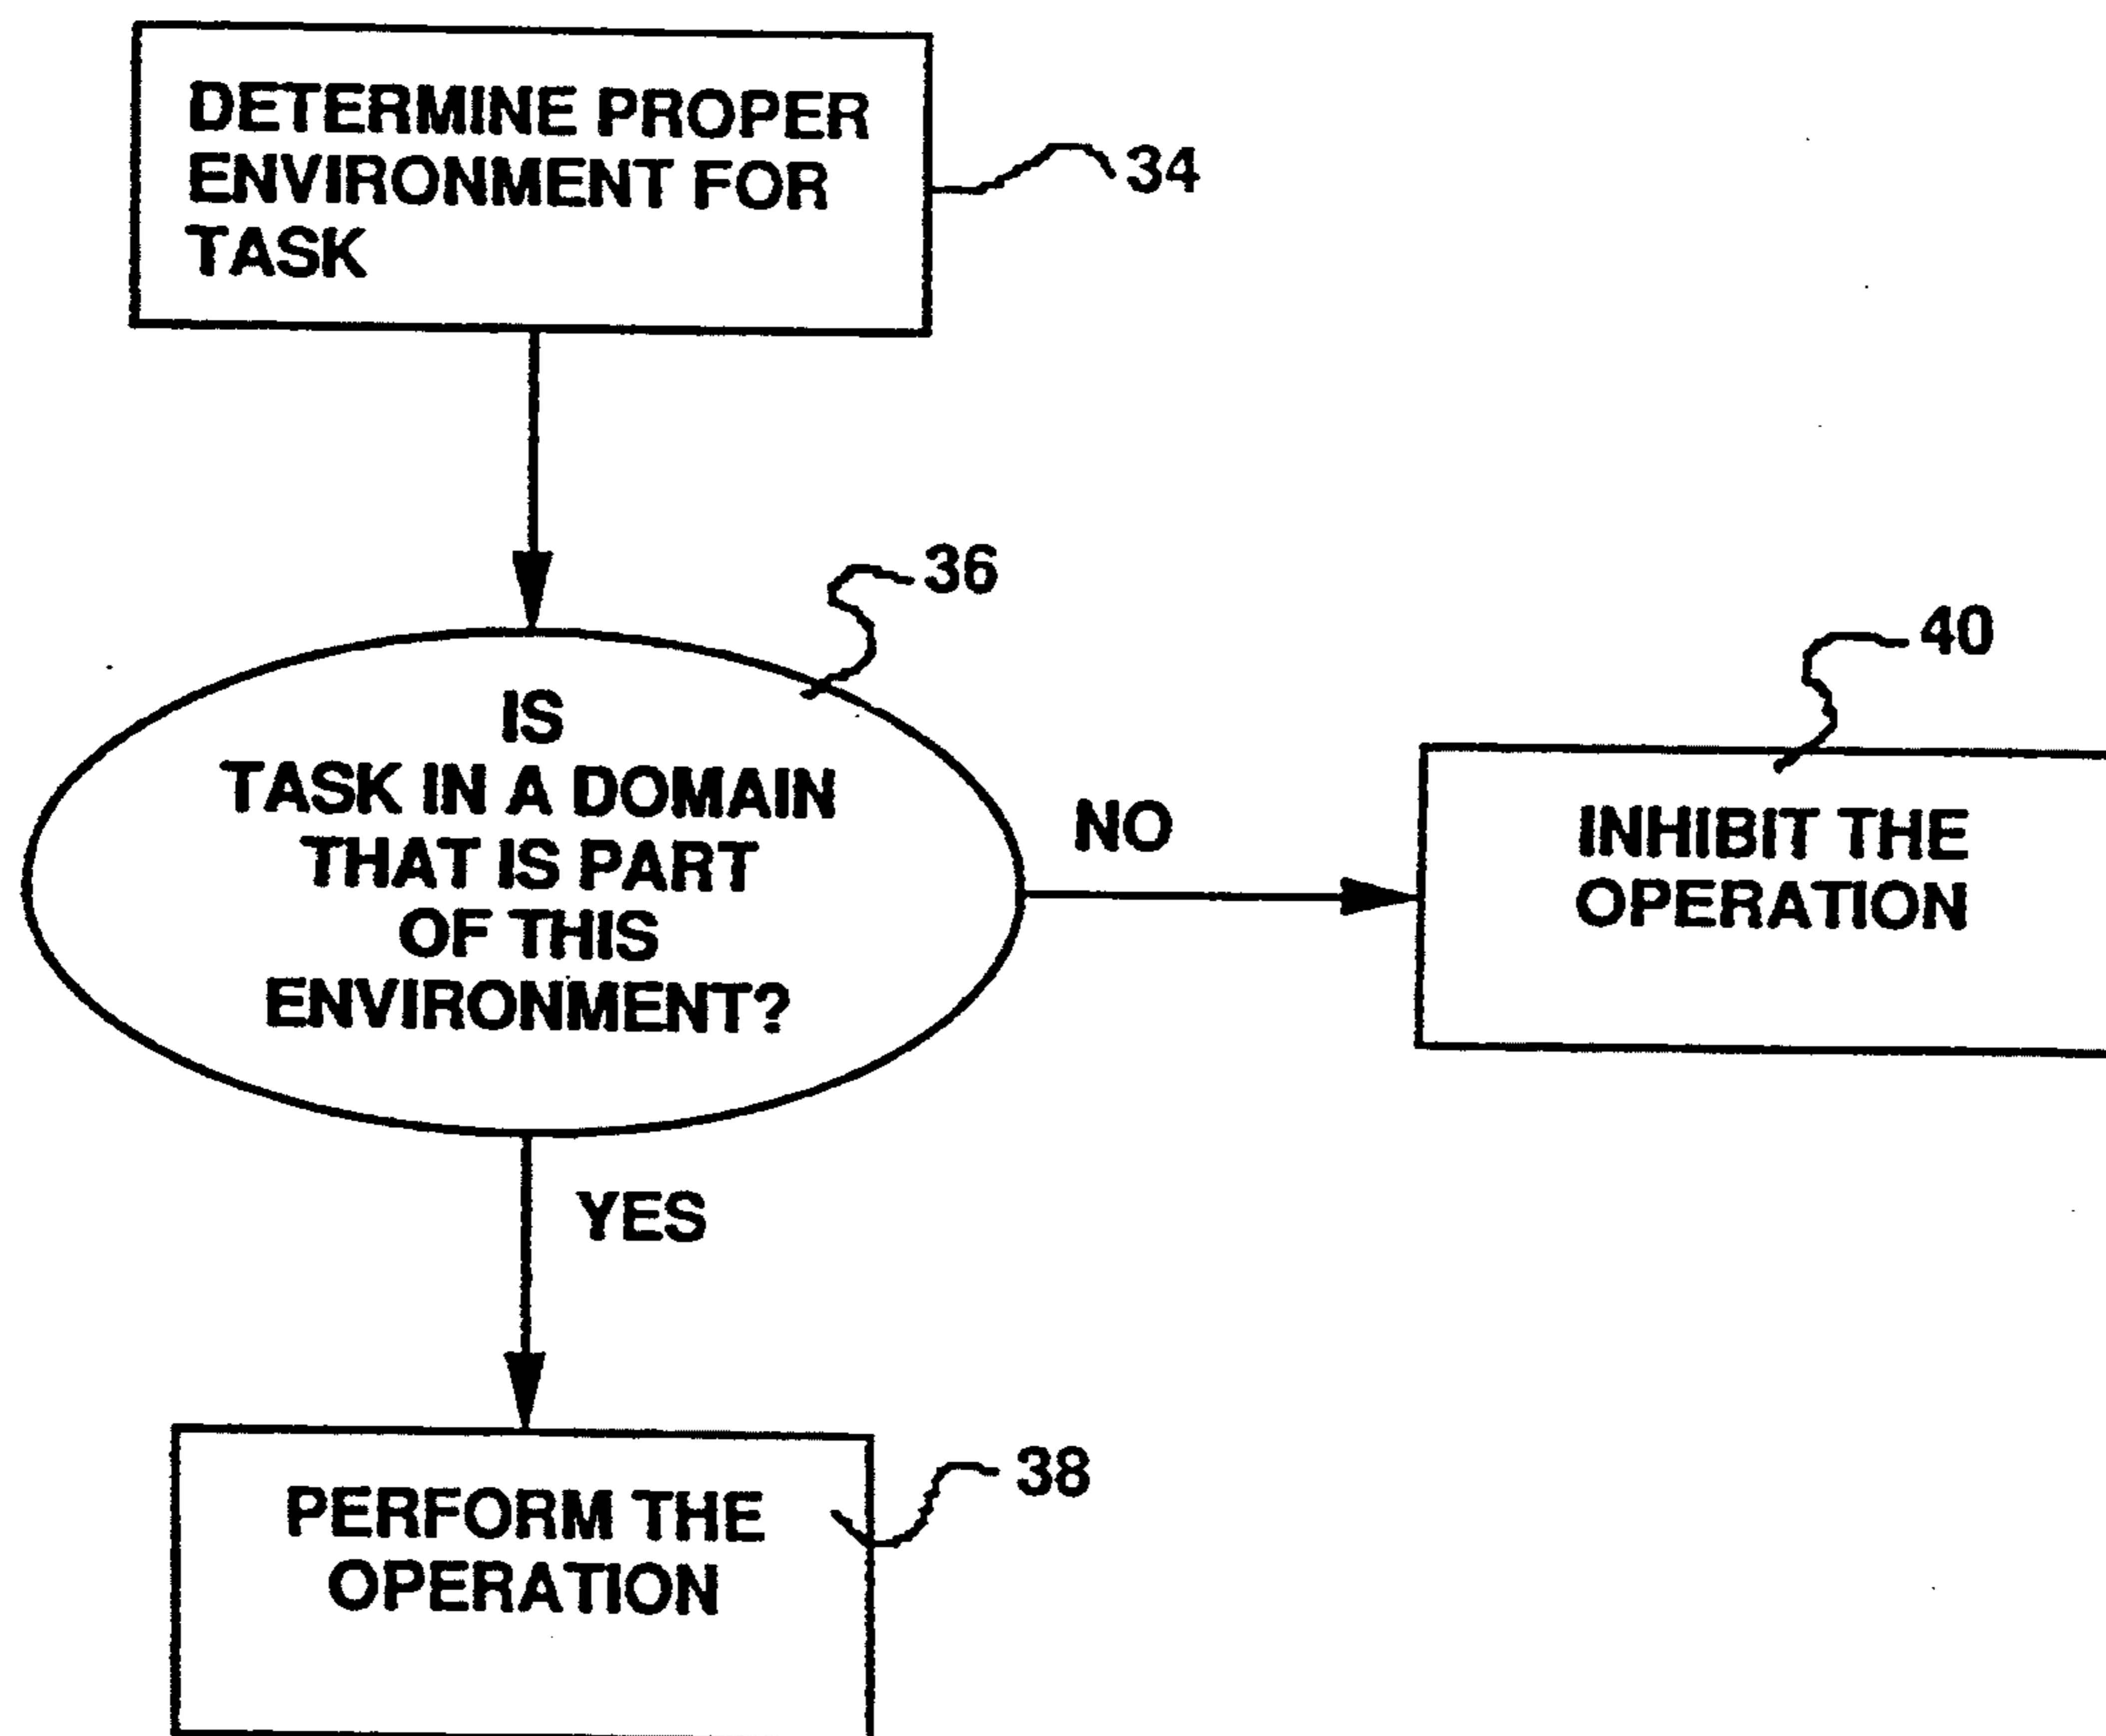 DETERMINE PROPER
ENVIRONMENT FOR
TASK
34
36
IS
TASK IN A DOMAIN
THAT IS PART
OF THIS
ENVIRONMENT?
NO
40
INHIBIT THE
OPERATION
YES
38
PERFORM THE
OPERATION